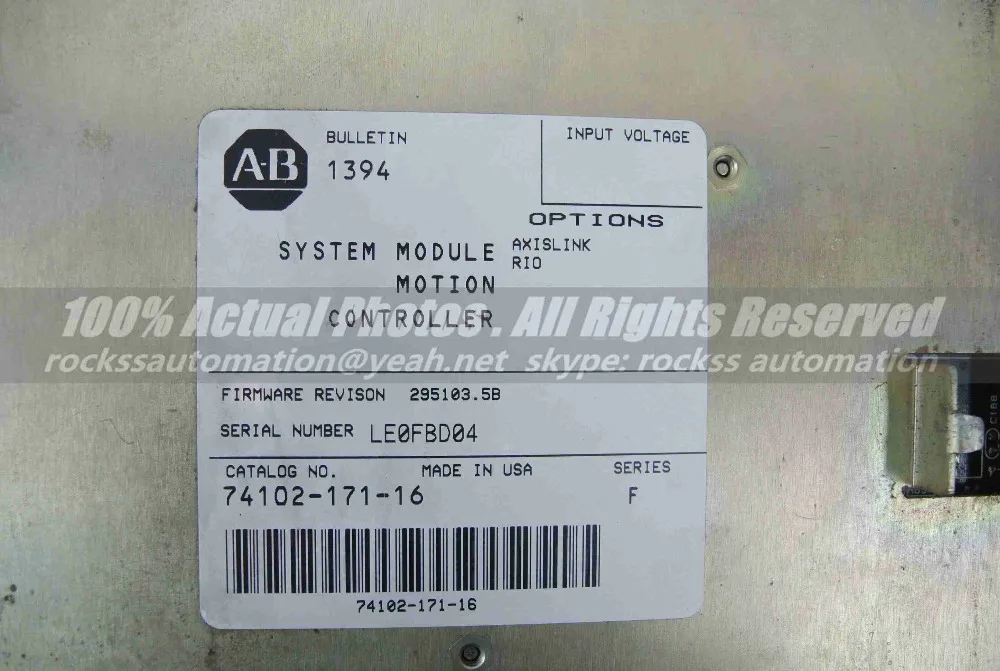 A-B
BULLETIN
1394
INPUT VOLTAGE
OPTIONS
AXISLINK
RIO
SYSTEM MODULE
MOTION
CONTROLLER
100% Actual Photos. All Rights Reserved
rockssautomation@yeah.net skype: rockss automation
FIRMWARE REVISON 295103.5B
SERIAL NUMBER LE0FBD04
CATALOG NO. MADE IN USA SERIES
74102-171-16 F
74102-171-16